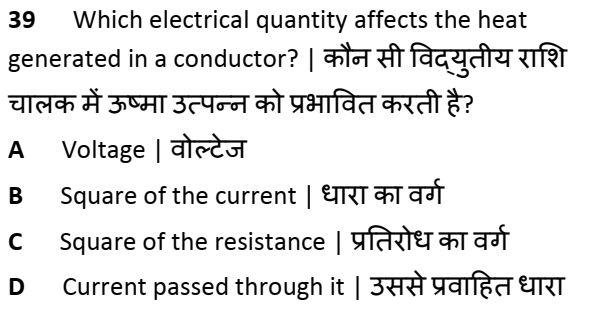 39 Which electrical quantity affects the heat
generated in a conductor? | कौन सी विद्युतीय राशि
चालक में ऊष्मा उत्पन्न को प्रभावित करती है?
A Voltage | वोल्टेज
B Square of the current | धारा का वर्ग
C Square of the resistance | प्रतिरोध का वर्ग
D Current passed through it | उससे प्रवाहित धारा